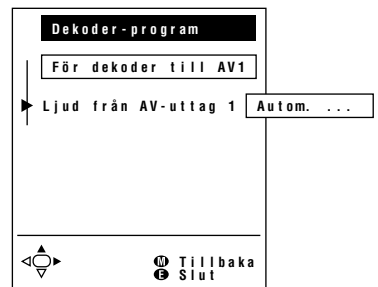 Dekoder-program
För dekoder till AV1
Ljud från AV-uttag 1 Autom. ...
M Tillbaka
E Slut